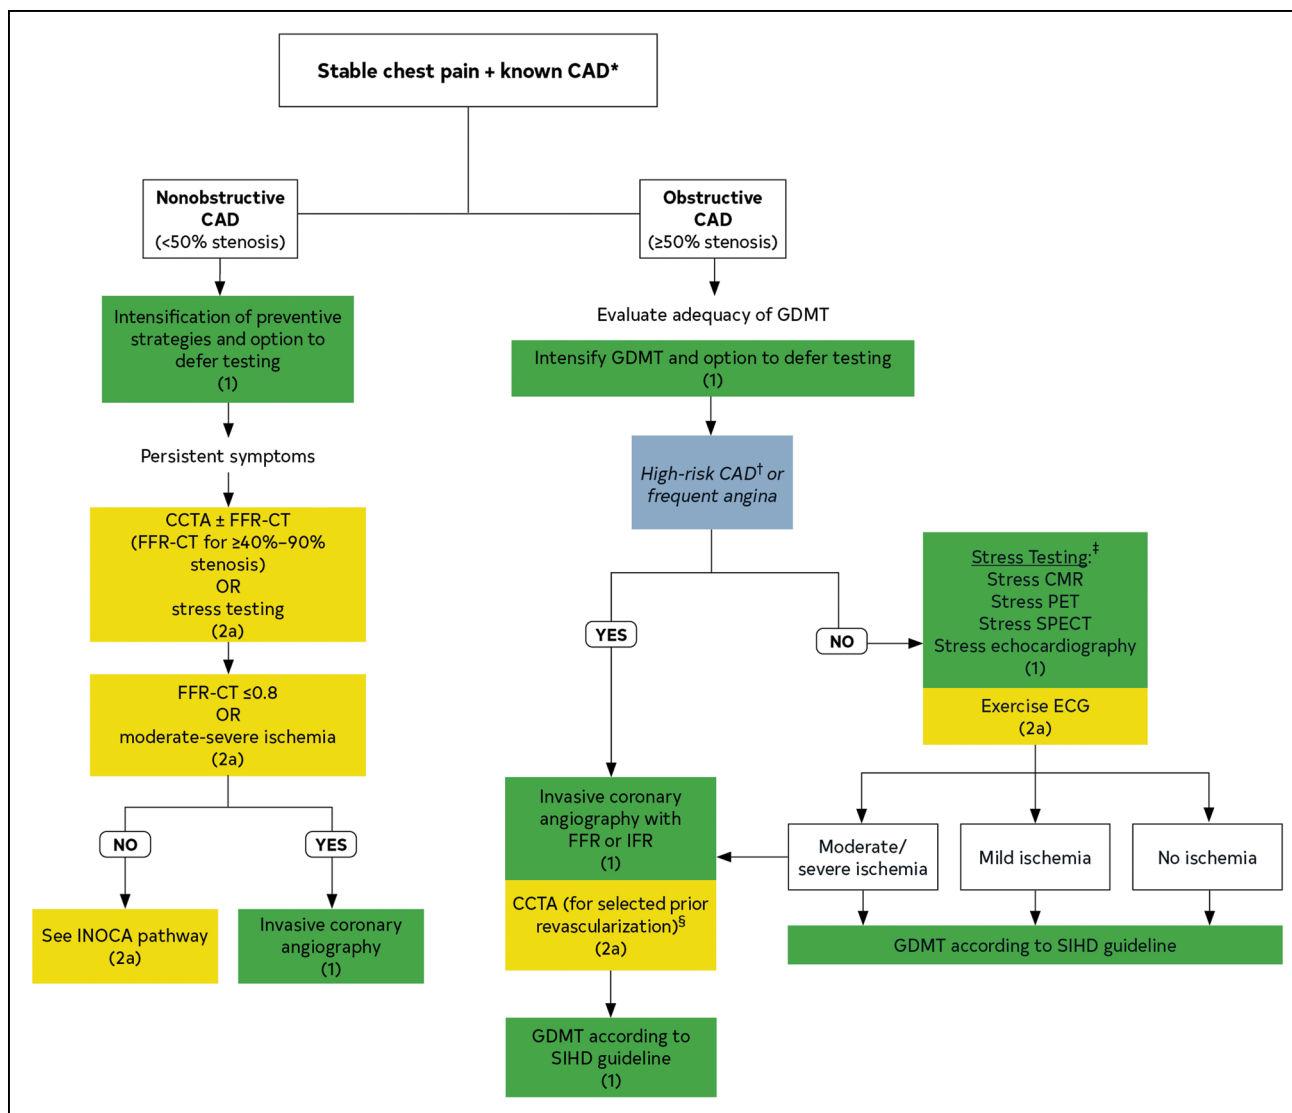 Stable chest pain + known CAD*
Nonobstructive
CAD
(<50% stenosis)
Intensification of preventive
strategies and option to
defer testing
(1)
Persistent symptoms
CCTA ± FFR-CT
(FFR-CT for ≥40%–90%
stenosis)
OR
stress testing
(2a)
FFR-CT ≤0.8
OR
moderate-severe ischemia
(2a)
NO
YES
See INOCA pathway
(2a)
Invasive coronary
angiography
(1)
Obstructive
CAD
(≥50% stenosis)
Evaluate adequacy of GDMT
Intensify GDMT and option to defer testing
(1)
High-risk CAD† or
frequent angina
YES
NO
Stress Testing:‡
Stress CMR
Stress PET
Stress SPECT
Stress echocardiography
(1)
Exercise ECG
(2a)
Invasive coronary
angiography with
FFR or IFR
(1)
CCTA (for selected prior
revascularization)§
(2a)
GDMT according to
SIHD guideline
(1)
Moderate/
severe ischemia
Mild ischemia
No ischemia
GDMT according to SIHD guideline